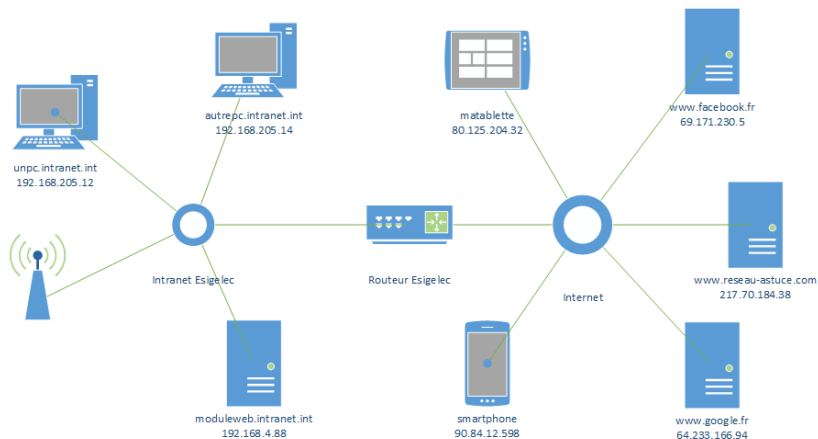 autrepc.intranet.int
192.168.205.14
matablette
80.125.204.32
www.facebook.fr
69.171.230.5
unpc.intranet.int
192.168.205.12
Intranet Esigelec
Routeur Esigelec
Internet
www.reseau-astuce.com
217.70.184.38
moduleweb.intranet.int
192.168.4.88
smartphone
90.84.12.598
www.google.fr
64.233.166.94